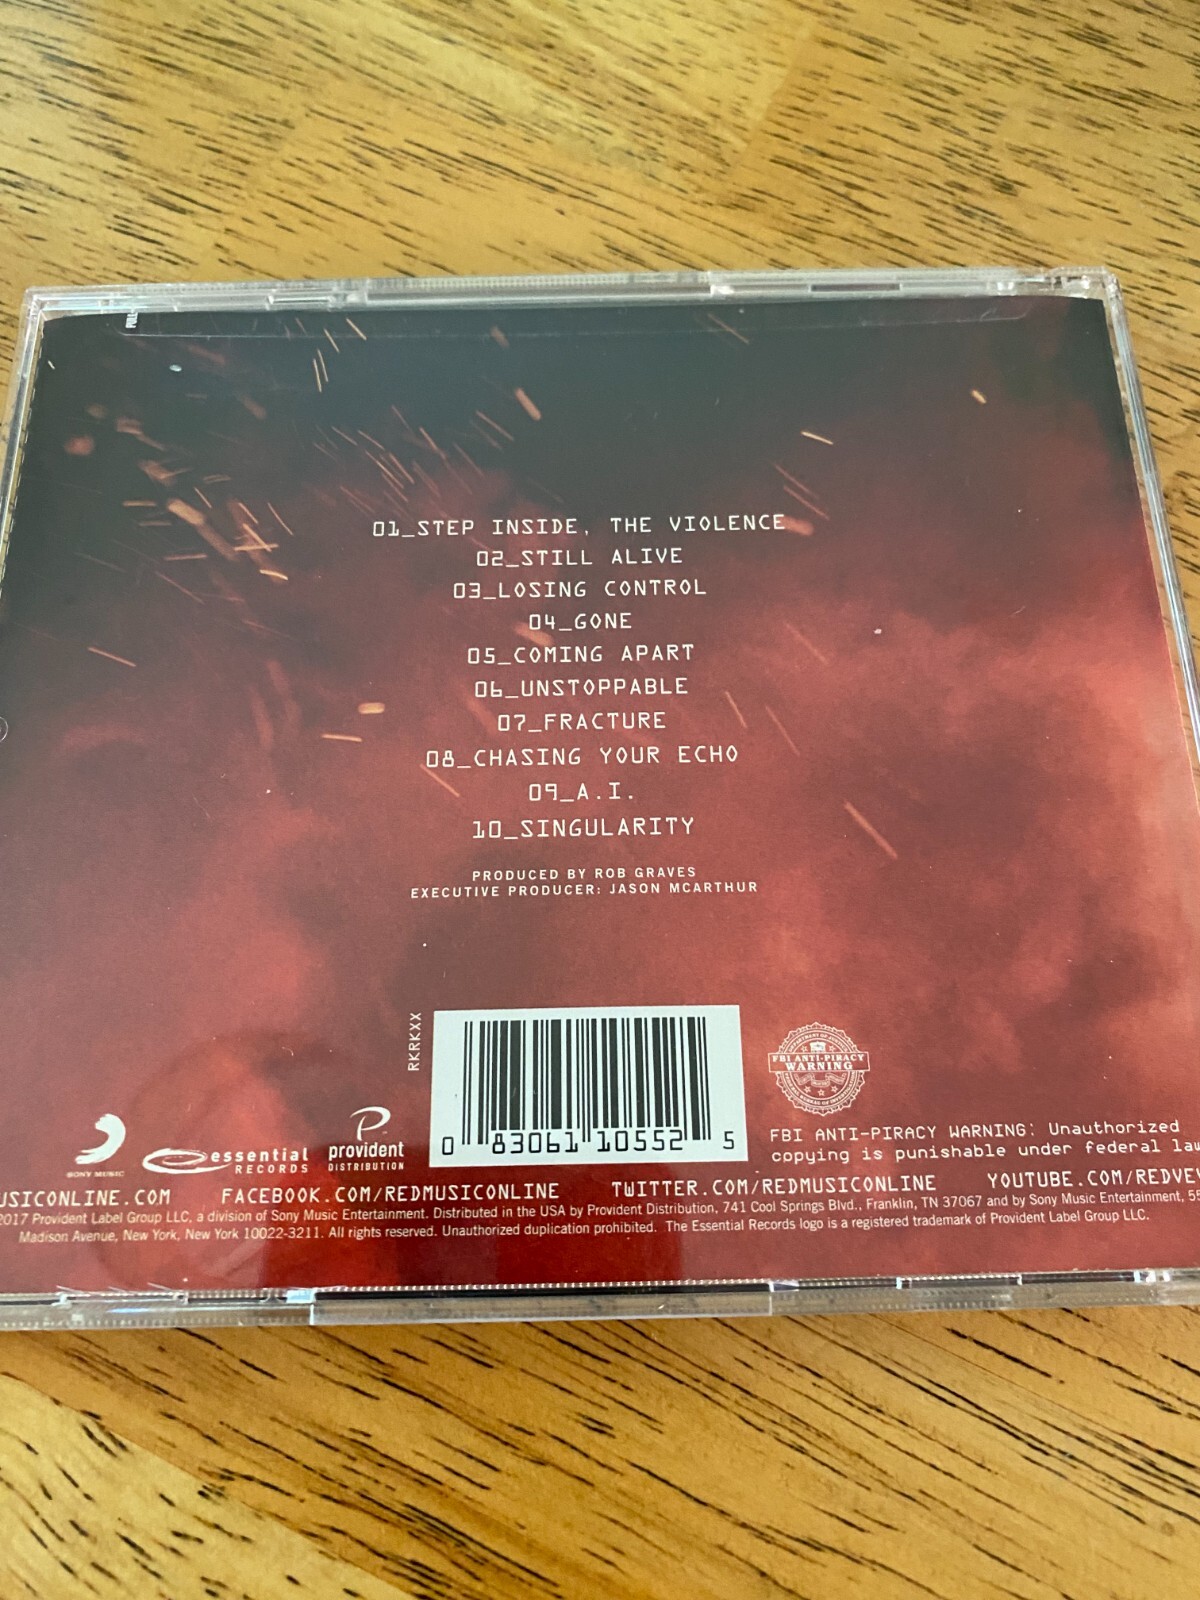 01_STEP INSIDE, THE VIOLENCE
02_STILL ALIVE
03_LOSING CONTROL
04_GONE
05_COMING APART
06_UNSTOPPABLE
07_FRACTURE
08_CHASING YOUR ECHO
09_A.I.
10_SINGULARITY
PRODUCED BY ROB GRAVES
EXECUTIVE PRODUCER: JASON MCARTHUR
RKRKXX
0 83061 10552 5
FBI ANTI-PIRACY
WARNING
SONY MUSIC
essential
RECORDS
provident
DISTRIBUTION
FBI ANTI-PIRACY WARNING: Unauthorized
copying is punishable under federal law
USICONLINE.COM FACEBOOK.COM/REDMUSICONLINE TWITTER.COM/REDMUSICONLINE YOUTUBE.COM/REDVEV
2017 Provident Label Group LLC, a division of Sony Music Entertainment. Distributed in the USA by Provident Distribution, 741 Cool Springs Blvd., Franklin, TN 37067 and by Sony Music Entertainment, 55
Madison Avenue, New York, New York 10022-3211. All rights reserved. Unauthorized duplication prohibited. The Essential Records logo is a registered trademark of Provident Label Group LLC.